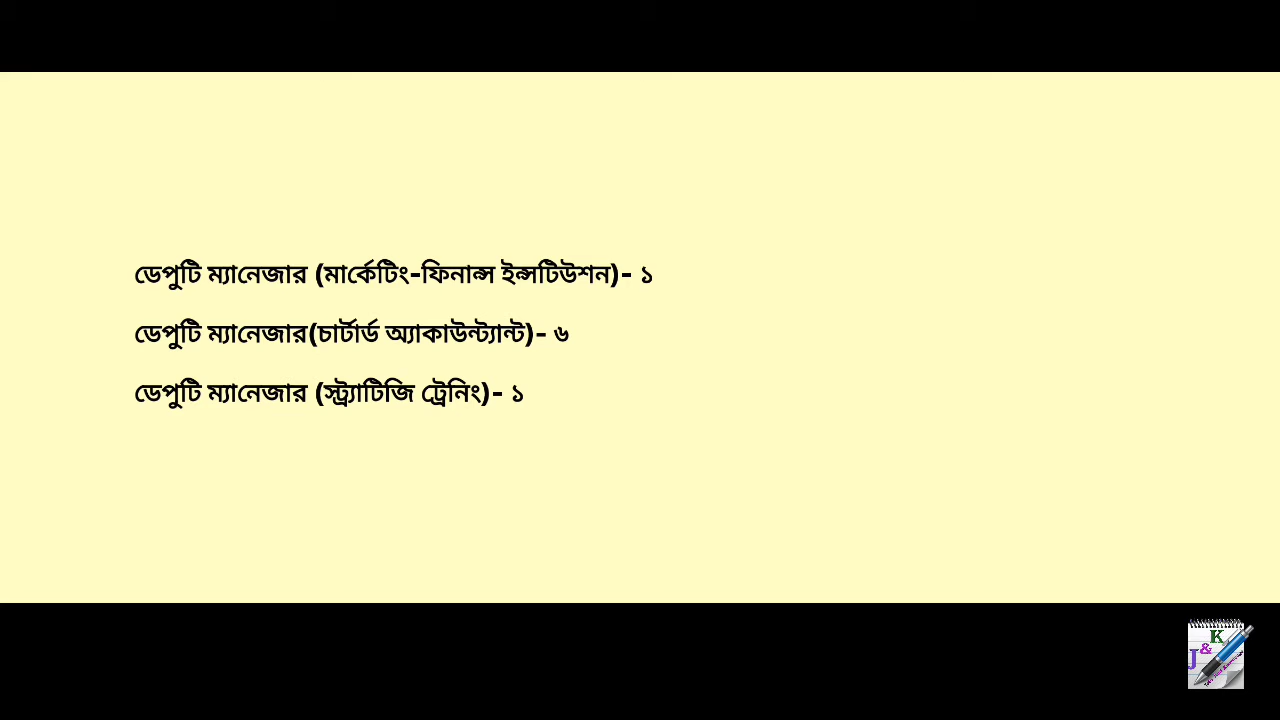 ডেপুটি ম্যানেজার (মার্কেটিং-ফিনান্স ইন্সটিউশন)- ১
ডেপুটি ম্যানেজার(চার্টার্ড অ্যাকাউন্ট্যান্ট)- ৬
ডেপুটি ম্যানেজার (স্ট্র্যাটিজি ট্রেনিং)- ১
J&K